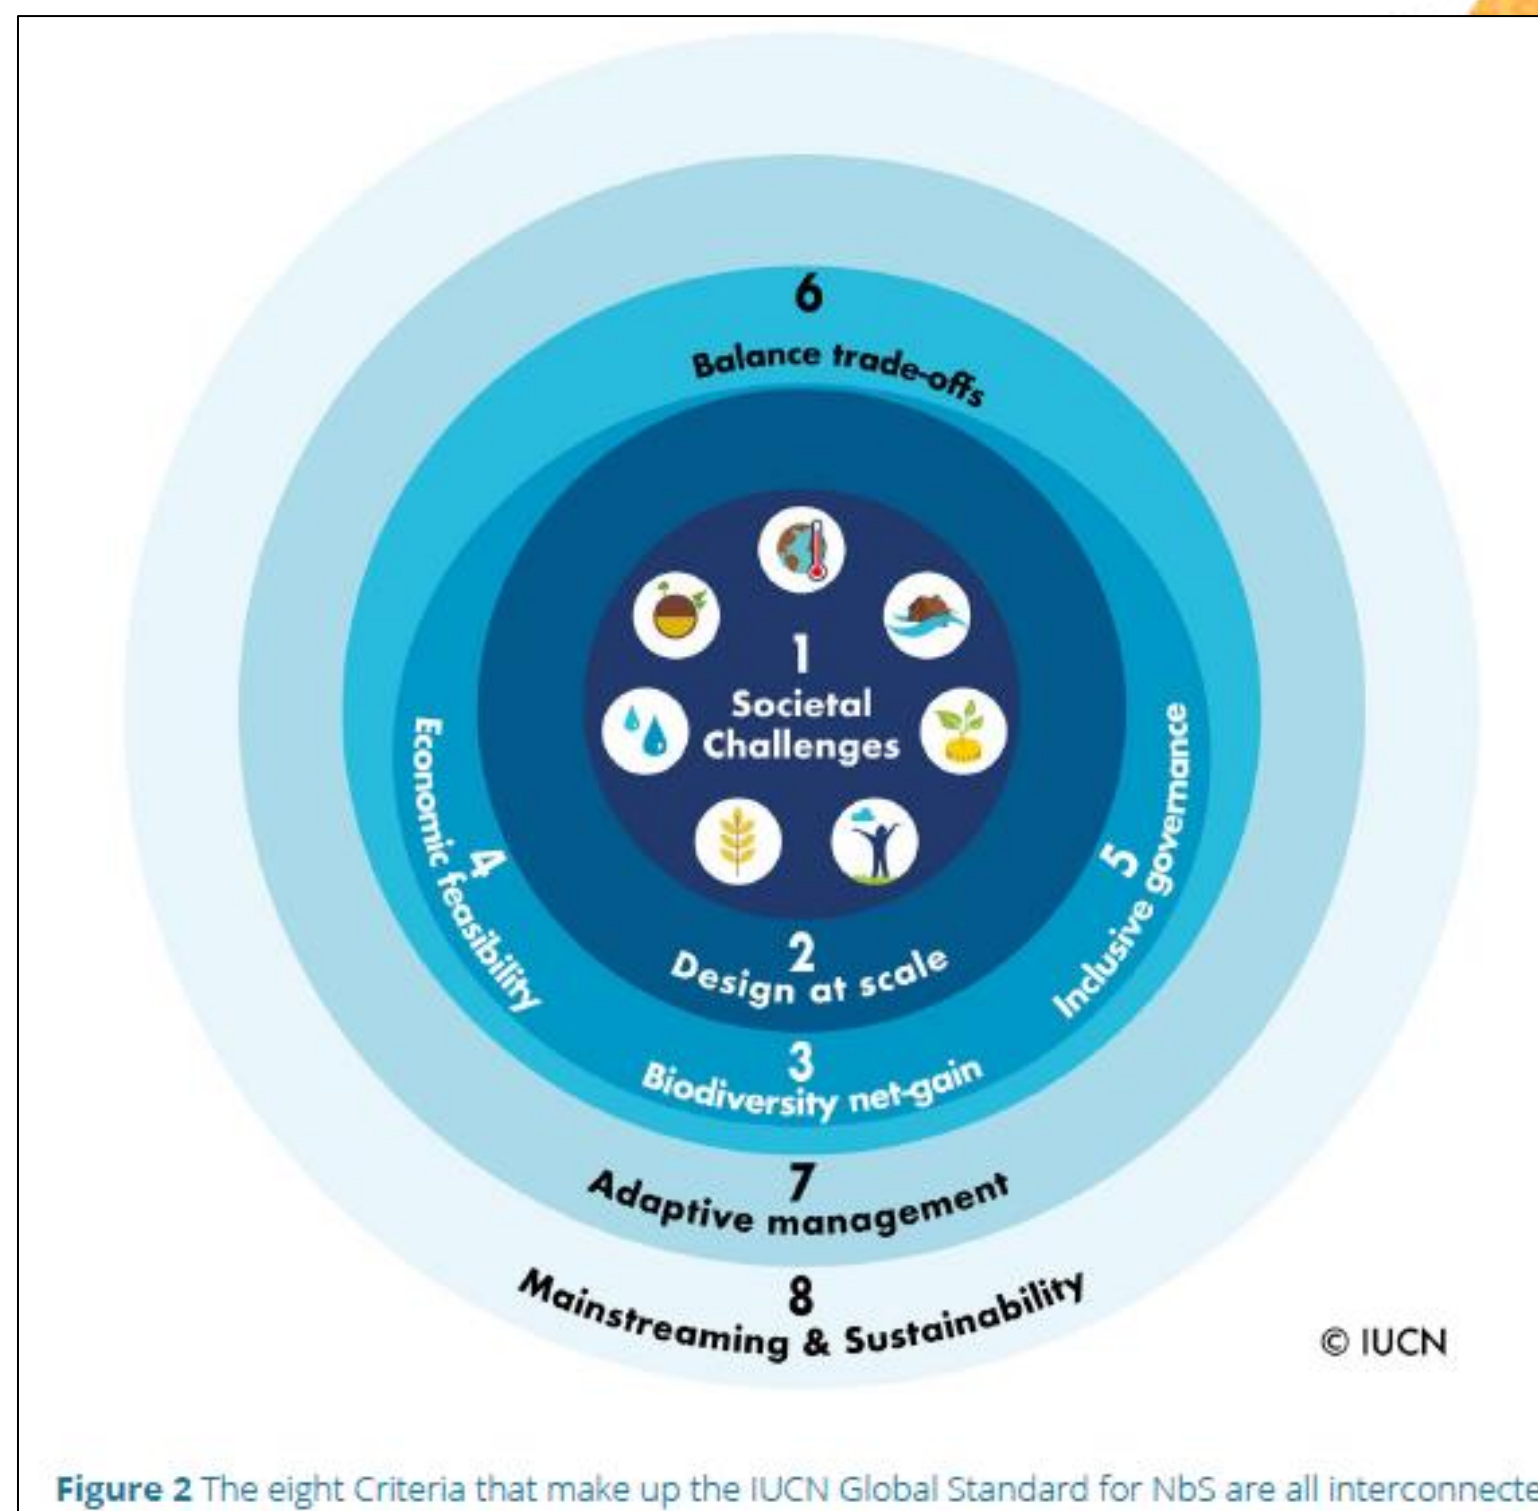 6
Balance trade-offs
1
Societal
Challenges
4
Economic feasibility
5
Inclusive governance
2
Design at scale
3
Biodiversity net-gain
7
Adaptive management
8
Mainstreaming & Sustainability
© IUCN
Figure 2 The eight Criteria that make up the IUCN Global Standard for NbS are all